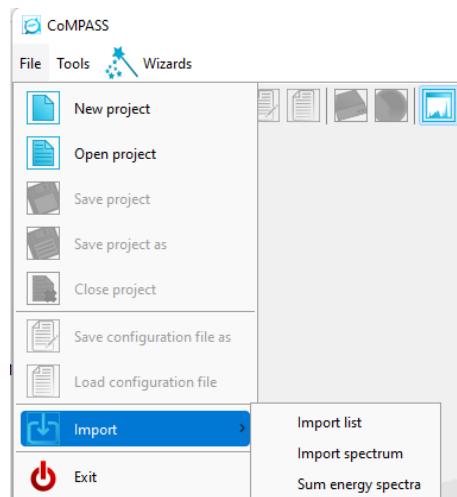 CoMPASS
File Tools Wizards
New project
Open project
Save project
Save project as
Close project
Save configuration file as
Load configuration file
Import
Import list
Import spectrum
Exit
Sum energy spectra